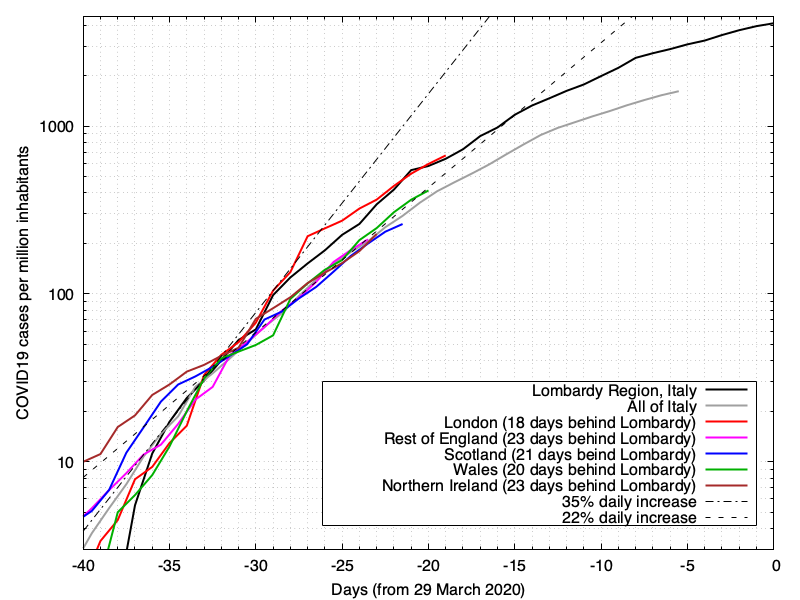 COVID19 cases per million inhabitants
1000
100
10
Lombardy Region, Italy
All of Italy
London (18 days behind Lombardy)
Rest of England (23 days behind Lombardy)
Scotland (21 days beind Lombardy)
Wales (20 days behind Lombardy)
Northern Ireland (23 days behind Lombardy)
35% daily increase
22% daily increase
-40 -35 -30 -25 -20 -15 -10 -5 0
Days (from 29 March 2020)